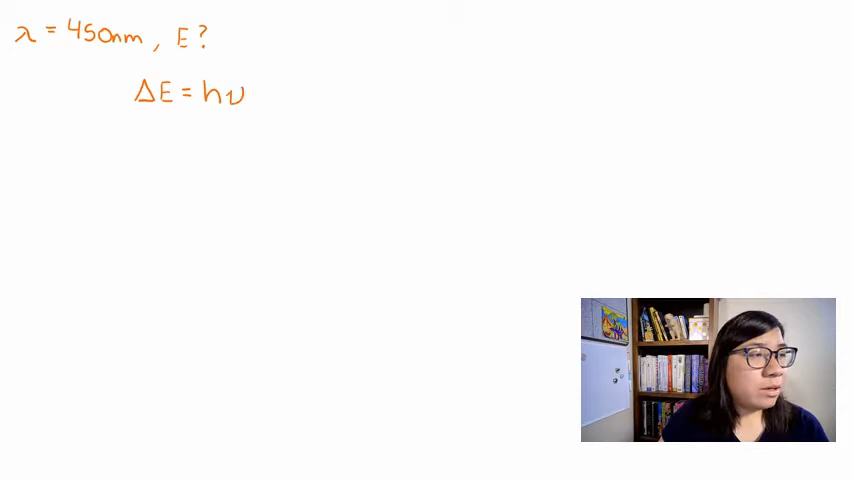 λ = 450nm, E?
ΔE = hν